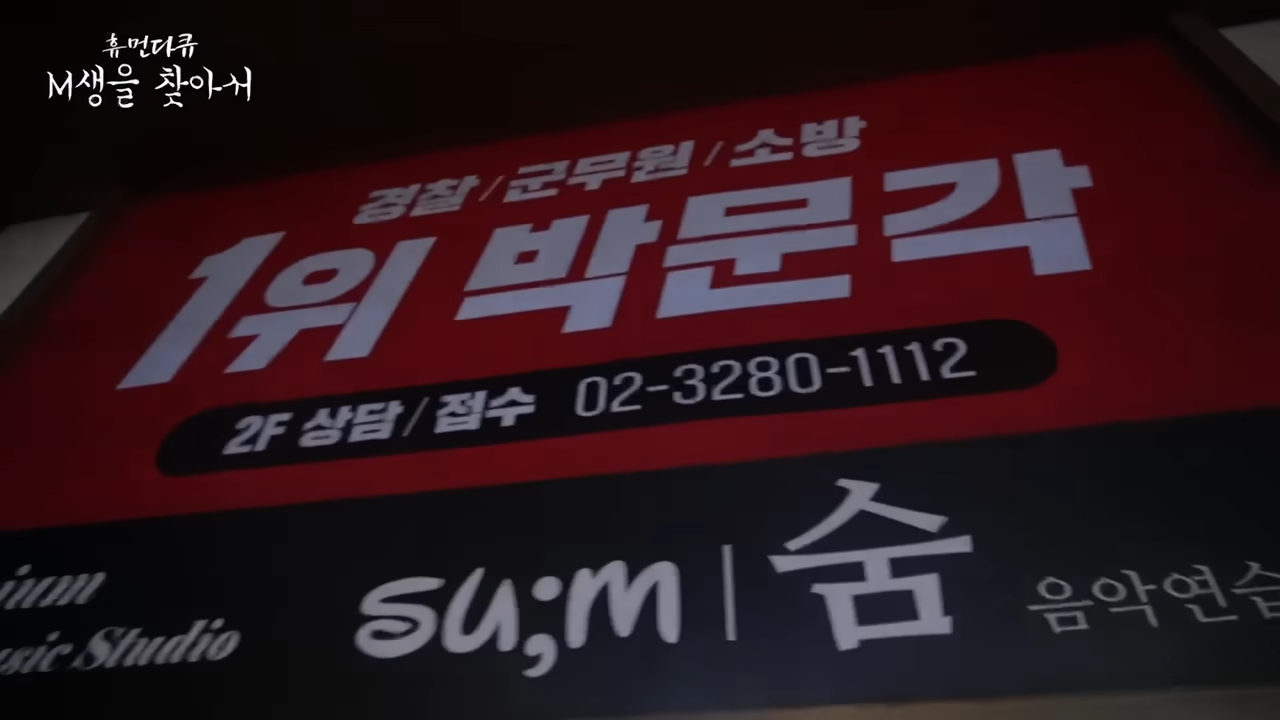 휴먼다큐
M생을 찾아서
경찰/군무원/소방
1위 박문각
2F 상담/접수 02-3280-1112
su;m | 숨
Studio